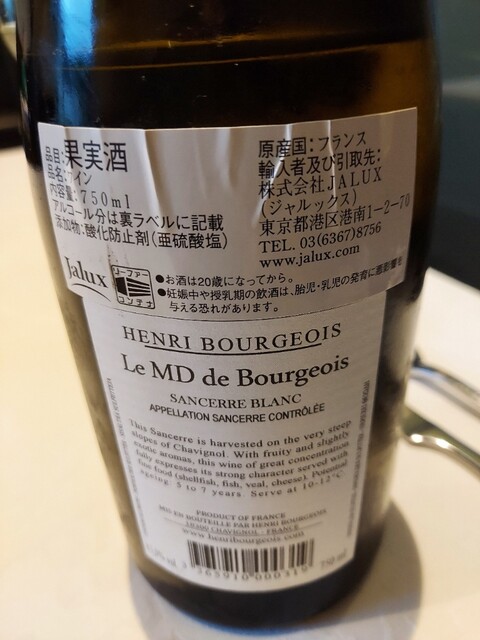 品目:果実酒
品名:ワイン
内容量:750ml
アルコール分は裏ラベルに記載
添加物:酸化防止剤(亜硫酸塩)
原産国:フランス
輸入者及び引取先:
株式会社JALUX
(ジャルックス)
東京都港区港南1-2-70
TEL. 03(6367)8756
www.jalux.com
Jalux
リーファー
コンテナ
●お酒は20歳になってから。
●妊娠中や授乳期の飲酒は、胎児・乳児の発育に悪影響を
与える恐れがあります。
HENRI BOURGEOIS
Le MD de Bourgeois
SANCERRE BLANC
APPELLATION SANCERRE CONTRÔLÉE
This Sancerre is harvested on the very steep
slopes of Chavignol. With fruity and slightly
exotic aromas, this wine of great concentration
fully expresses its strong character served with
fine food (shellfish, fish, veal, cheese). Potential
ageing: 5 to 7 years. Serve at 10-12°C.
PRODUCT OF FRANCE
MIS EN BOUTEILLE PAR HENRI BOURGEOIS
18300 CHAVIGNOL - FRANCE
www.henribourgeois.com
750 ml